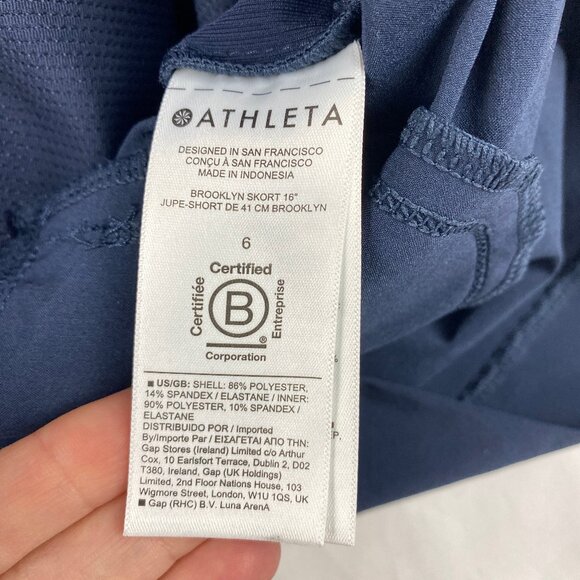 ATHLETA
DESIGNED IN SAN FRANCISCO
CONÇU À SAN FRANCISCO
MADE IN INDONESIA
BROOKLYN SKORT 16"
JUPE-SHORT DE 41 CM BROOKLYN
6
Certified
Certifiée
B
Entreprise
®
Corporation
■ US/GB: SHELL: 86% POLYESTER,
14% SPANDEX / ELASTANE / INNER:
90% POLYESTER, 10% SPANDEX /
ELASTANE
DISTRIBUIDO POR / Imported
By/Importe Par / ΕΙΣΑΓΕΤΑΙ ΑΠΟ ΤΗΝ:
Gap Stores (Ireland) Limited c/o Arthur
Cox, 10 Earlsfort Terrace, Dublin 2, D02
T380, Ireland, Gap (UK Holdings)
Limited, 2nd Floor Nations House, 103
Wigmore Street, London, W1U 1QS, UK
■ Gap (RHC) B.V. Luna ArenA